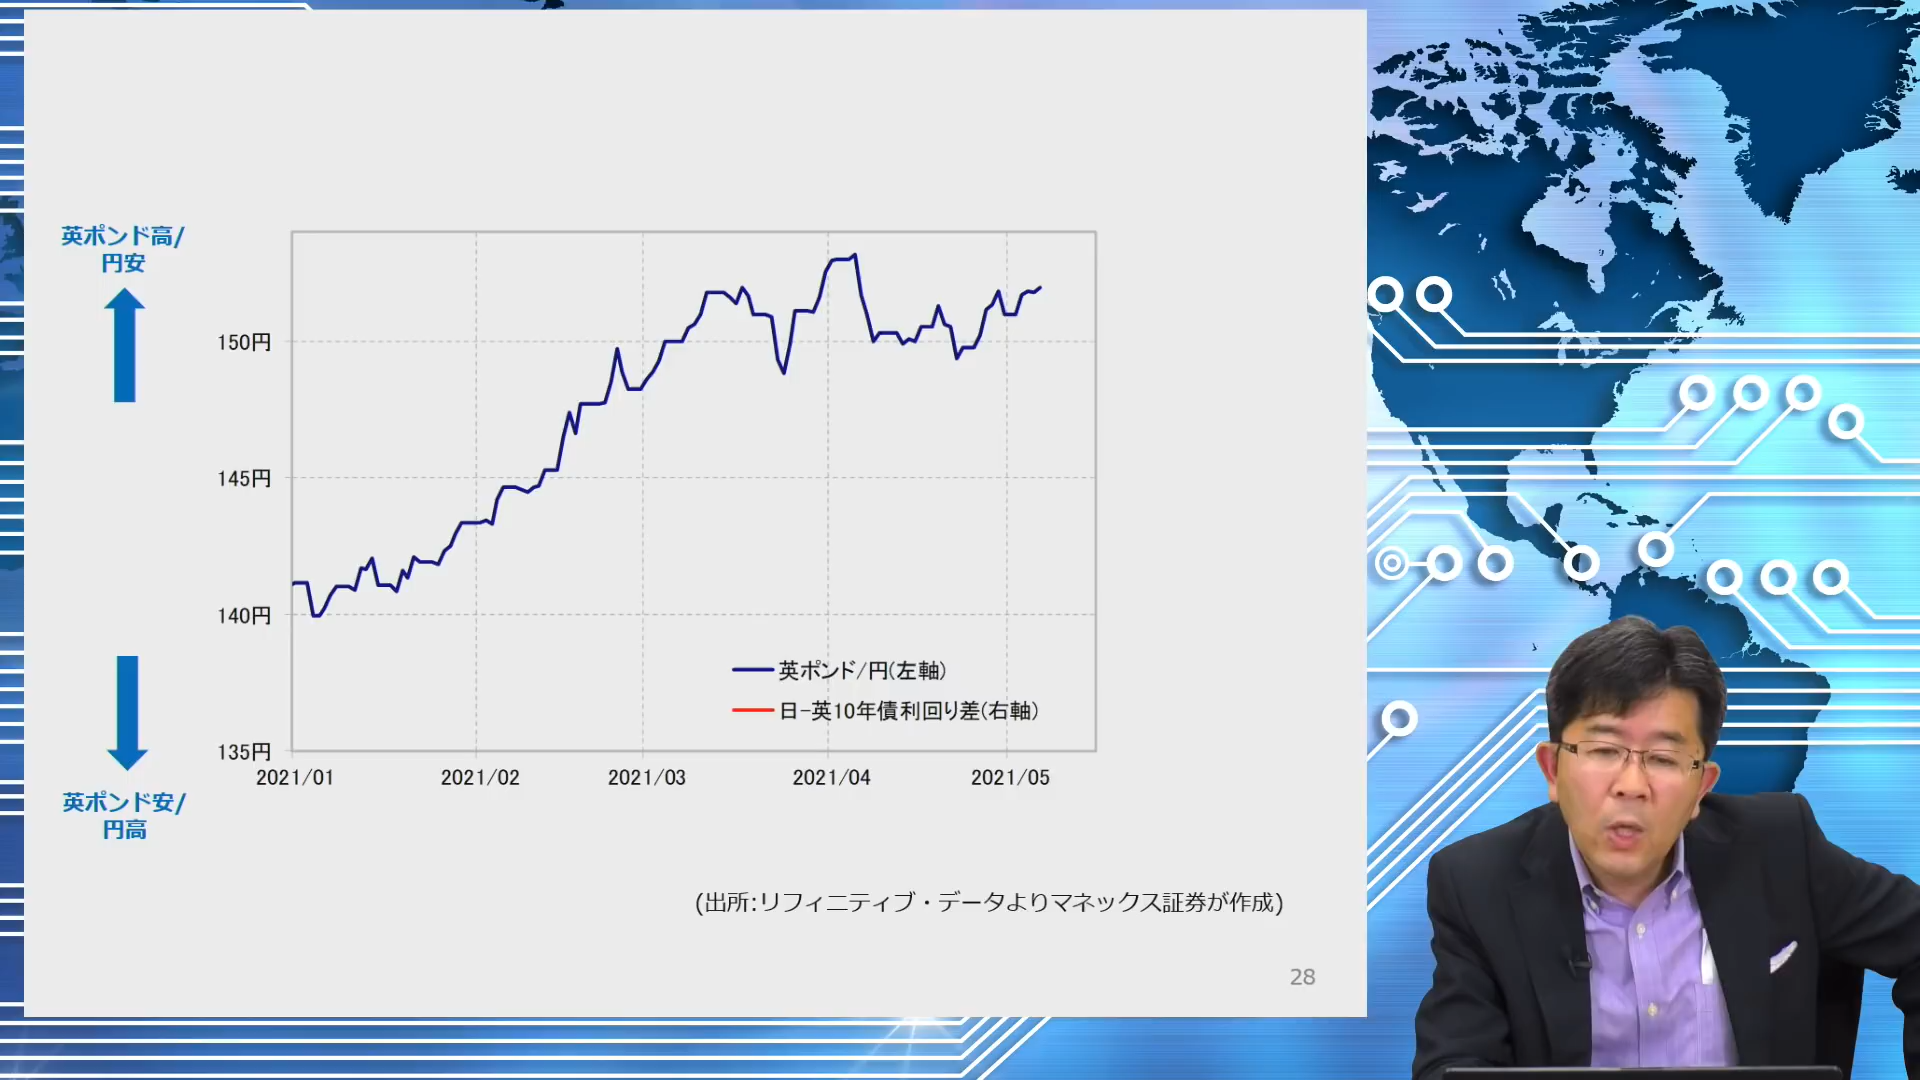 英ポンド高/
円安
150円
145円
140円
135円
英ポンド/円(左軸)
日-英10年債利回り差(右軸)
2021/01 2021/02 2021/03 2021/04 2021/05
英ポンド安/
円高
(出所:リフィニティブ・データよりマネックス証券が作成)
28